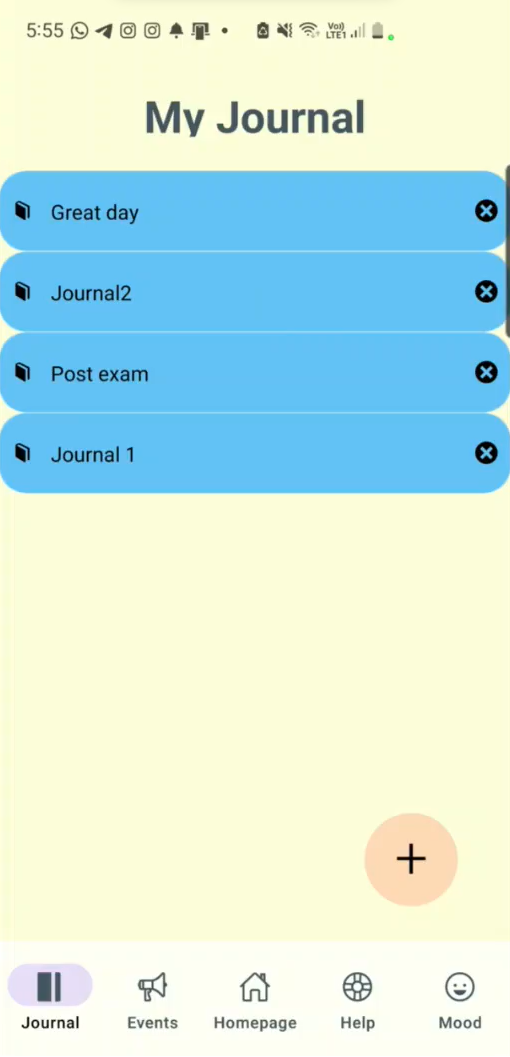 5:55
Vo)) LTE1
My Journal
Great day
Journal2
Post exam
Journal 1
Journal Events Homepage Help Mood